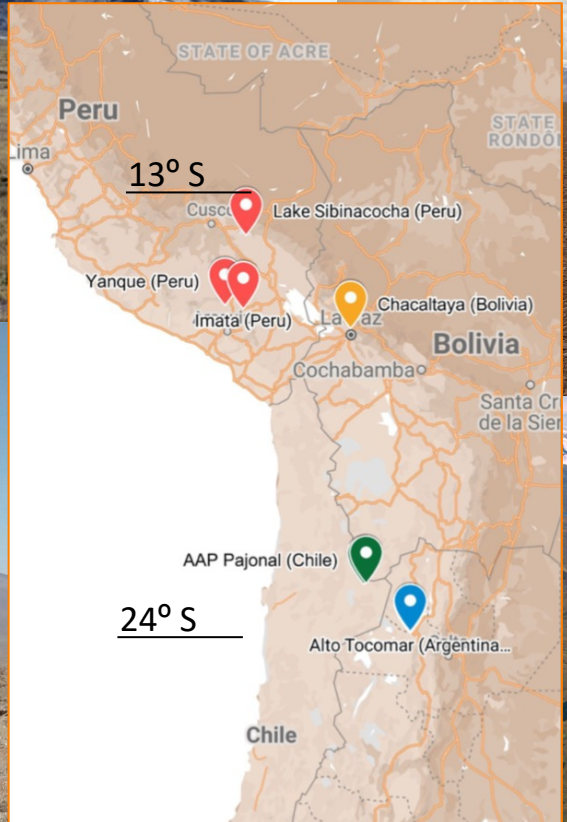 STATE OF ACRE
Peru
STATE
RONDÔ
Lima
13º S
Cusco
Lake Sibinacocha (Peru)
Yanque (Peru)
Imata (Peru)
Chacaltaya (Bolivia)
La Paz
Bolivia
Cochabamba
Santa Cr
de la Sier
AAP Pajonal (Chile)
24º S
Alto Tocomar (Argentina...
Chile